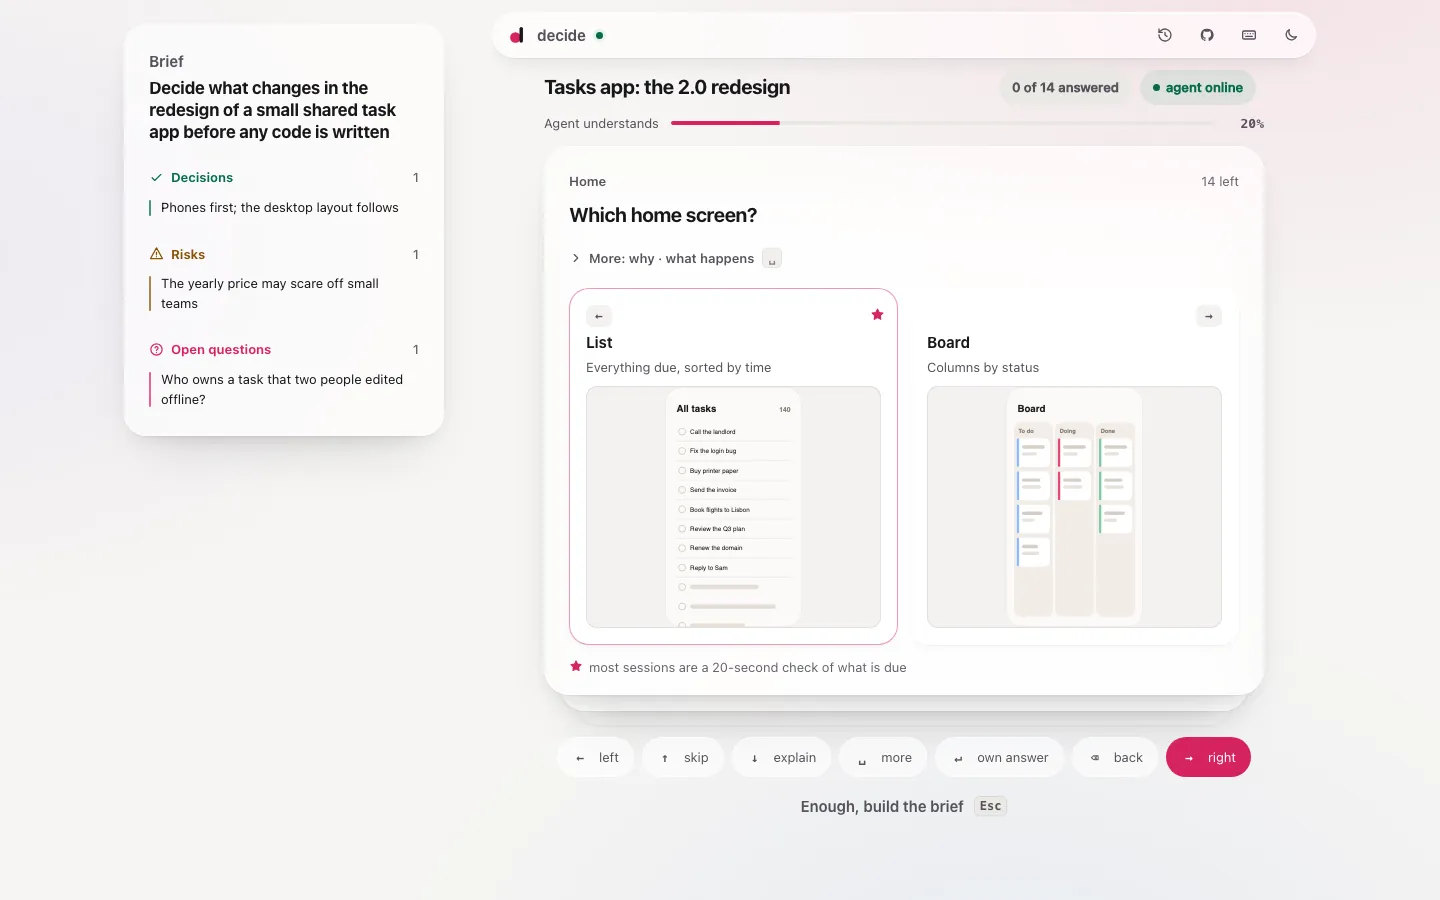 Brief
Decide what changes in the
redesign of a small shared task
app before any code is written
Decisions 1
Phones first; the desktop layout follows
Risks 1
The yearly price may scare off small
teams
Open questions 1
Who owns a task that two people edited
offline?
decide
Tasks app: the 2.0 redesign
0 of 14 answered
agent online
Agent understands
20%
Home
14 left
Which home screen?
More: why · what happens ␣
←
List
Everything due, sorted by time
All tasks 140
Call the landlord
Fix the login bug
Buy printer paper
Send the invoice
Book flights to Lisbon
Review the Q3 plan
Renew the domain
Reply to Sam
→
Board
Columns by status
Board
To do Doing Done
★ most sessions are a 20-second check of what is due
← left
↑ skip
↓ explain
␣ more
↵ own answer
⌫ back
→ right
Enough, build the brief Esc